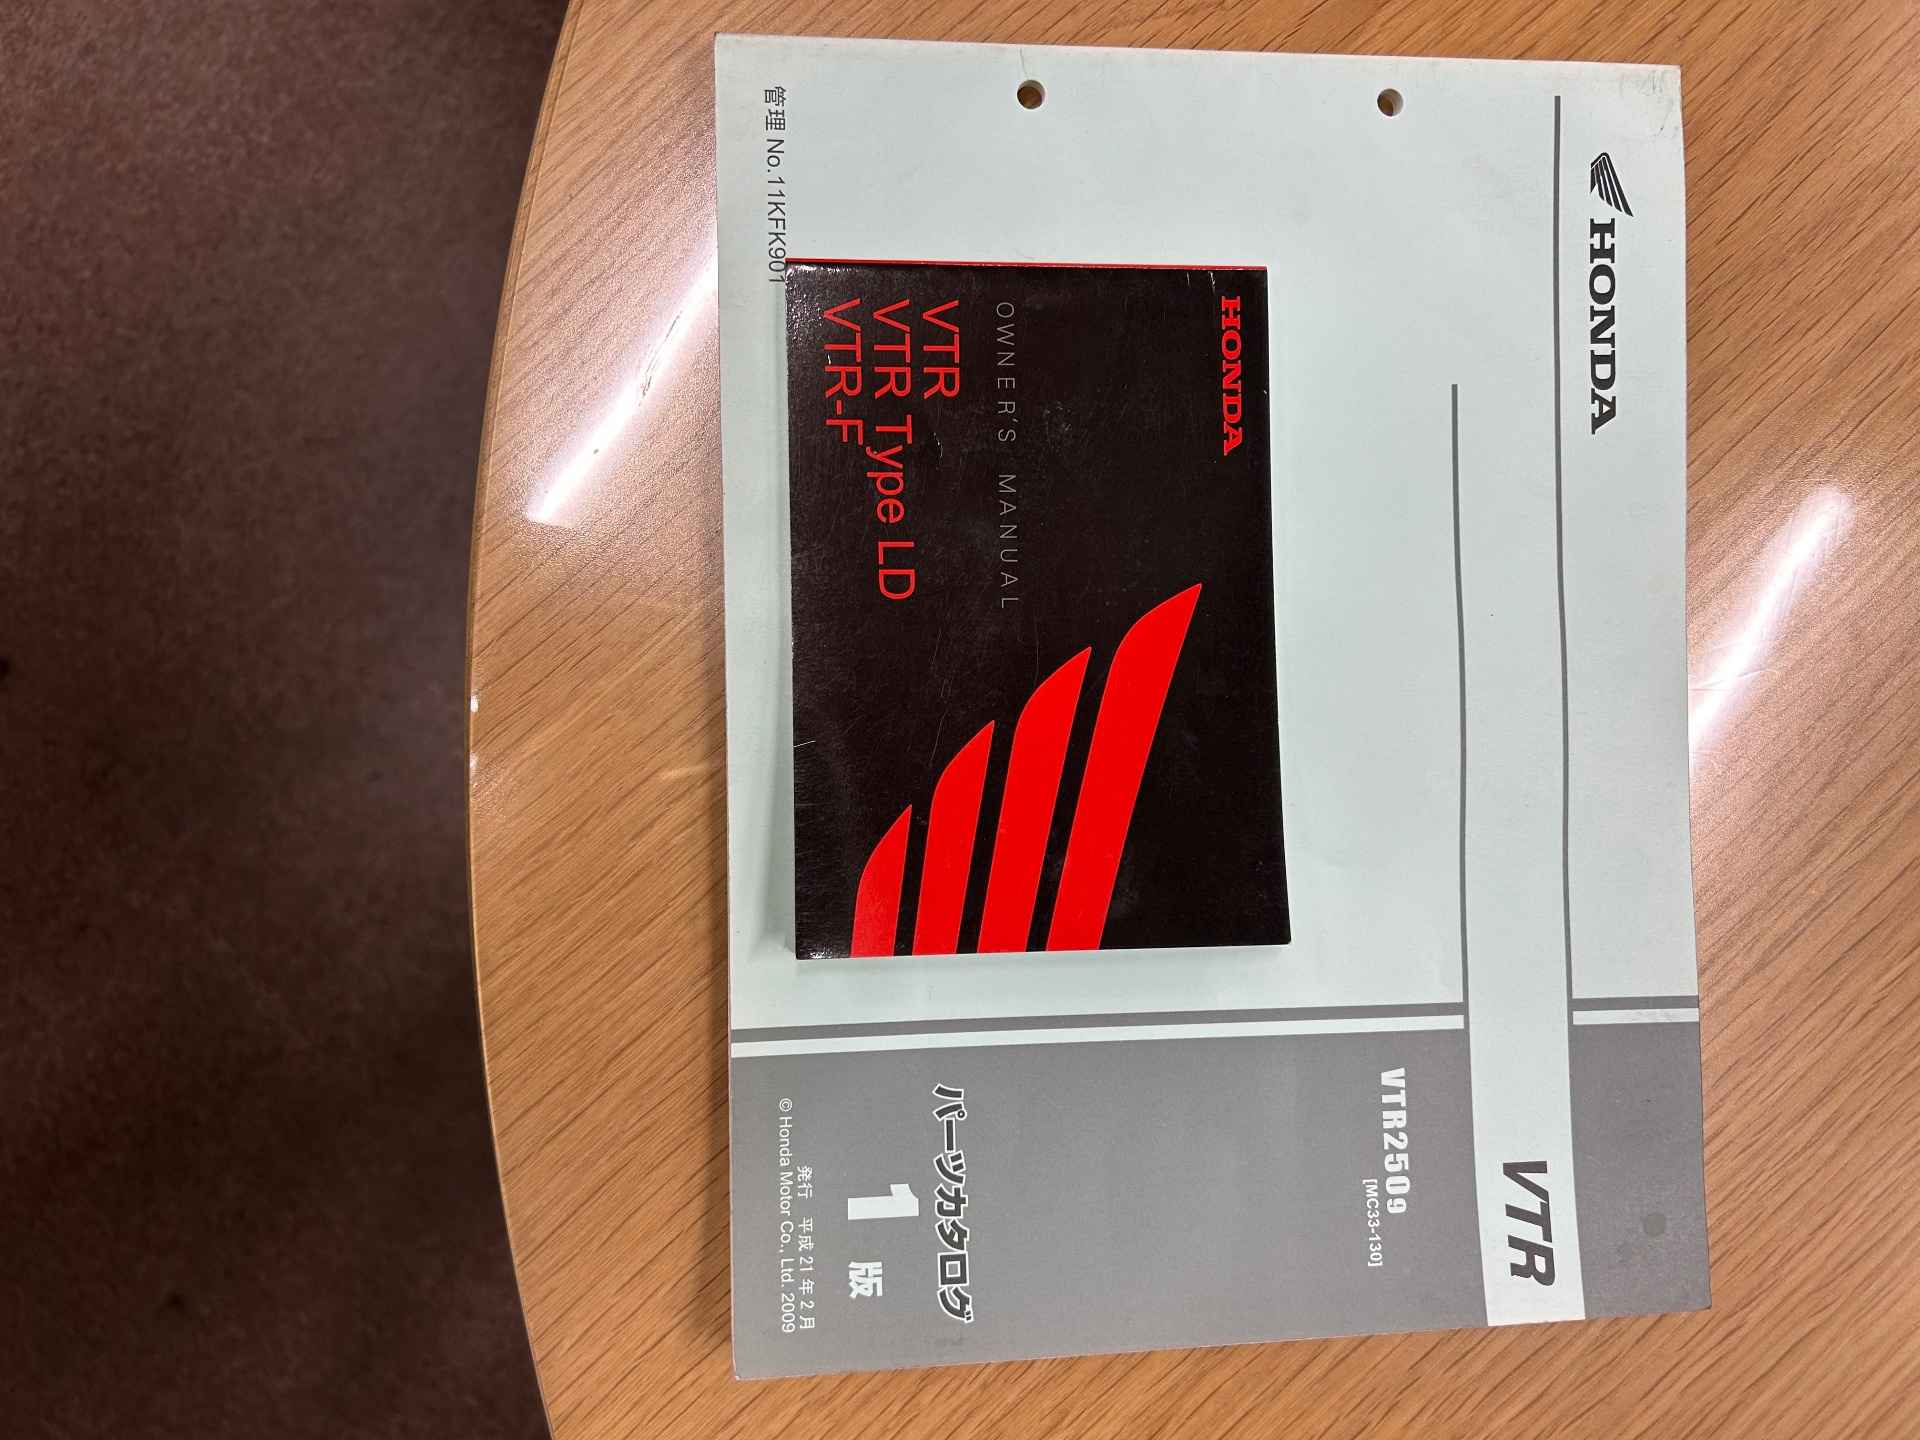 HONDA
VTR
VTR2509
[MC33-130]
HONDA
OWNER'S MANUAL
VTR
VTR Type LD
VTR-F
パーツカタログ
1 版
発行 平成 21 年 2 月
管理 No.11KFK901
© Honda Motor Co., Ltd. 2009